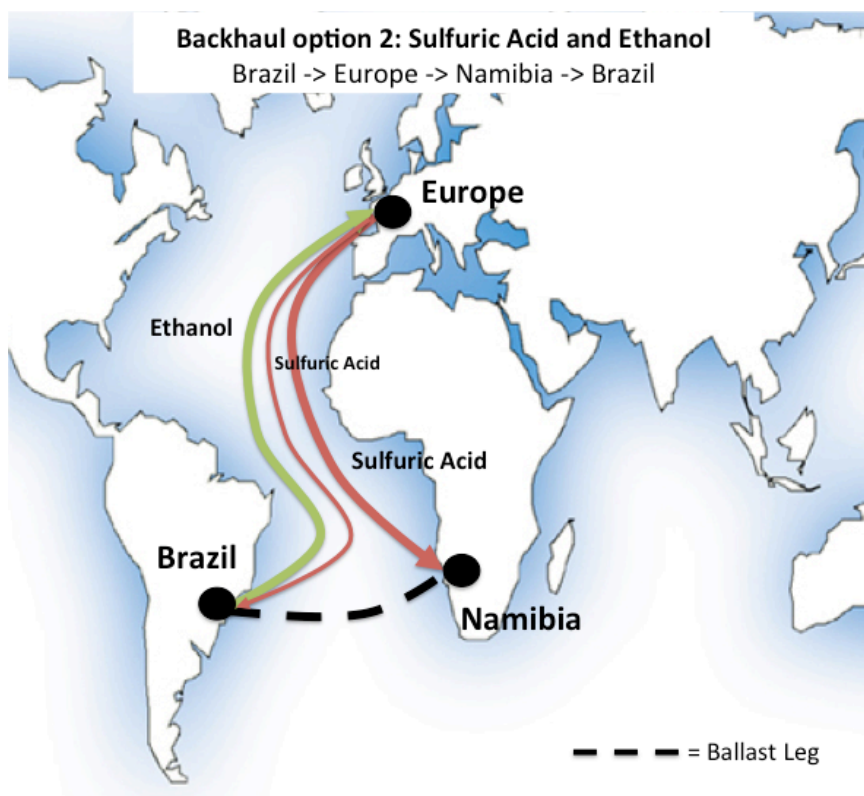 Backhaul option 2: Sulfuric Acid and Ethanol
Brazil -> Europe -> Namibia -> Brazil
Europe
Ethanol
Sulfuric Acid
Sulfuric Acid
Brazil
Namibia
= Ballast Leg